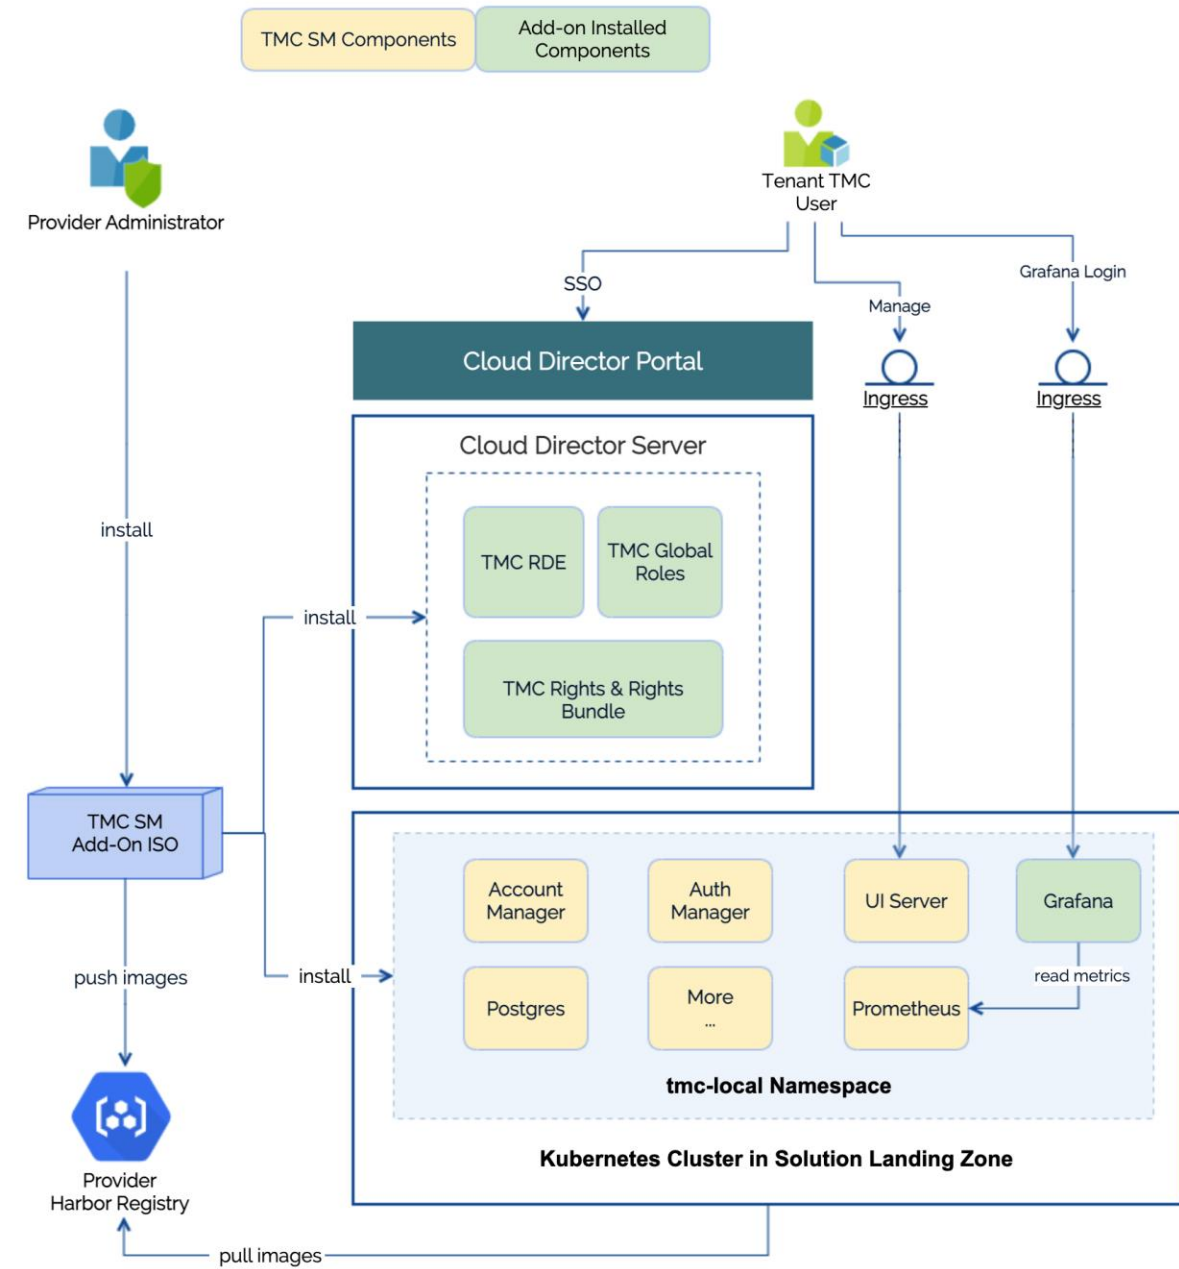 TMC SM Components
Add-on Installed
Components
Provider Administrator
Tenant TMC
User
SSO
Manage
Grafana Login
Cloud Director Portal
Ingress
Ingress
Cloud Director Server
TMC RDE
TMC Global
Roles
TMC Rights & Rights
Bundle
install
install
TMC SM
Add-On ISO
Account
Manager
Auth
Manager
UI Server
Grafana
push images
install
read metrics
Postgres
More
...
Prometheus
tmc-local Namespace
Kubernetes Cluster in Solution Landing Zone
Provider
Harbor Registry
pull images